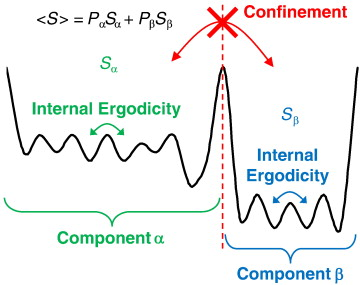 <S> = PαSα + PβSβ
Confinement
Sα
Internal Ergodicity
Sβ
Internal
Ergodicity
Component α
Component β